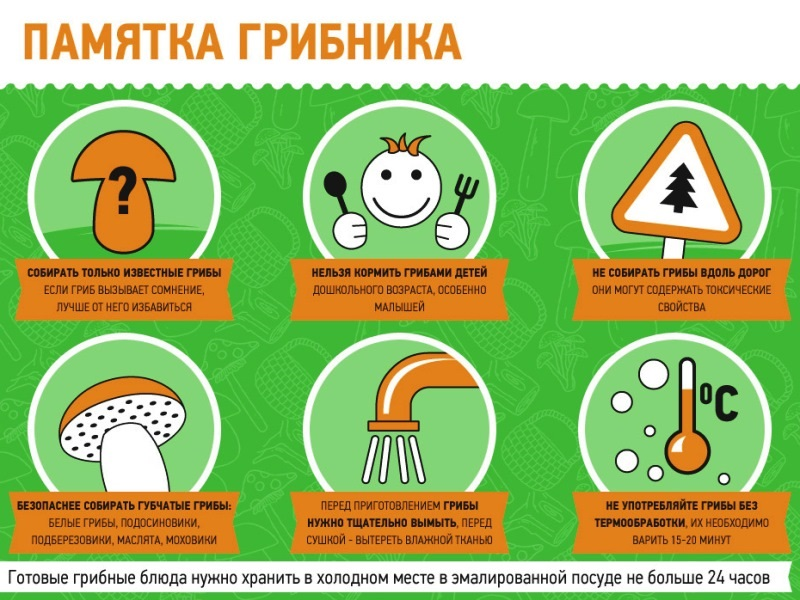 ПАМЯТКА ГРИБНИКА
?
СОБИРАТЬ ТОЛЬКО ИЗВЕСТНЫЕ ГРИБЫ
ЕСЛИ ГРИБ ВЫЗЫВАЕТ СОМНЕНИЕ,
ЛУЧШЕ ОТ НЕГО ИЗБАВИТЬСЯ
НЕЛЬЗЯ КОРМИТЬ ГРИБАМИ ДЕТЕЙ
ДОШКОЛЬНОГО ВОЗРАСТА, ОСОБЕННО
МАЛЫШЕЙ
НЕ СОБИРАТЬ ГРИБЫ ВДОЛЬ ДОРОГ
ОНИ МОГУТ СОДЕРЖАТЬ ТОКСИЧЕСКИЕ
СВОЙСТВА
БЕЗОПАСНЕЕ СОБИРАТЬ ГУБЧАТЫЕ ГРИБЫ:
БЕЛЫЕ ГРИБЫ, ПОДОСИНОВИКИ,
ПОДБЕРЕЗОВИКИ, МАСЛЯТА, МОХОВИКИ
ПЕРЕД ПРИГОТОВЛЕНИЕМ ГРИБЫ
НУЖНО ТЩАТЕЛЬНО ВЫМЫТЬ, ПЕРЕД
СУШКОЙ - ВЫТЕРЕТЬ ВЛАЖНОЙ ТКАНЬЮ
°C
НЕ УПОТРЕБЛЯЙТЕ ГРИБЫ БЕЗ
ТЕРМООБРАБОТКИ, ИХ НЕОБХОДИМО
ВАРИТЬ 15-20 МИНУТ
Готовые грибные блюда нужно хранить в холодном месте в эмалированной посуде не больше 24 часов